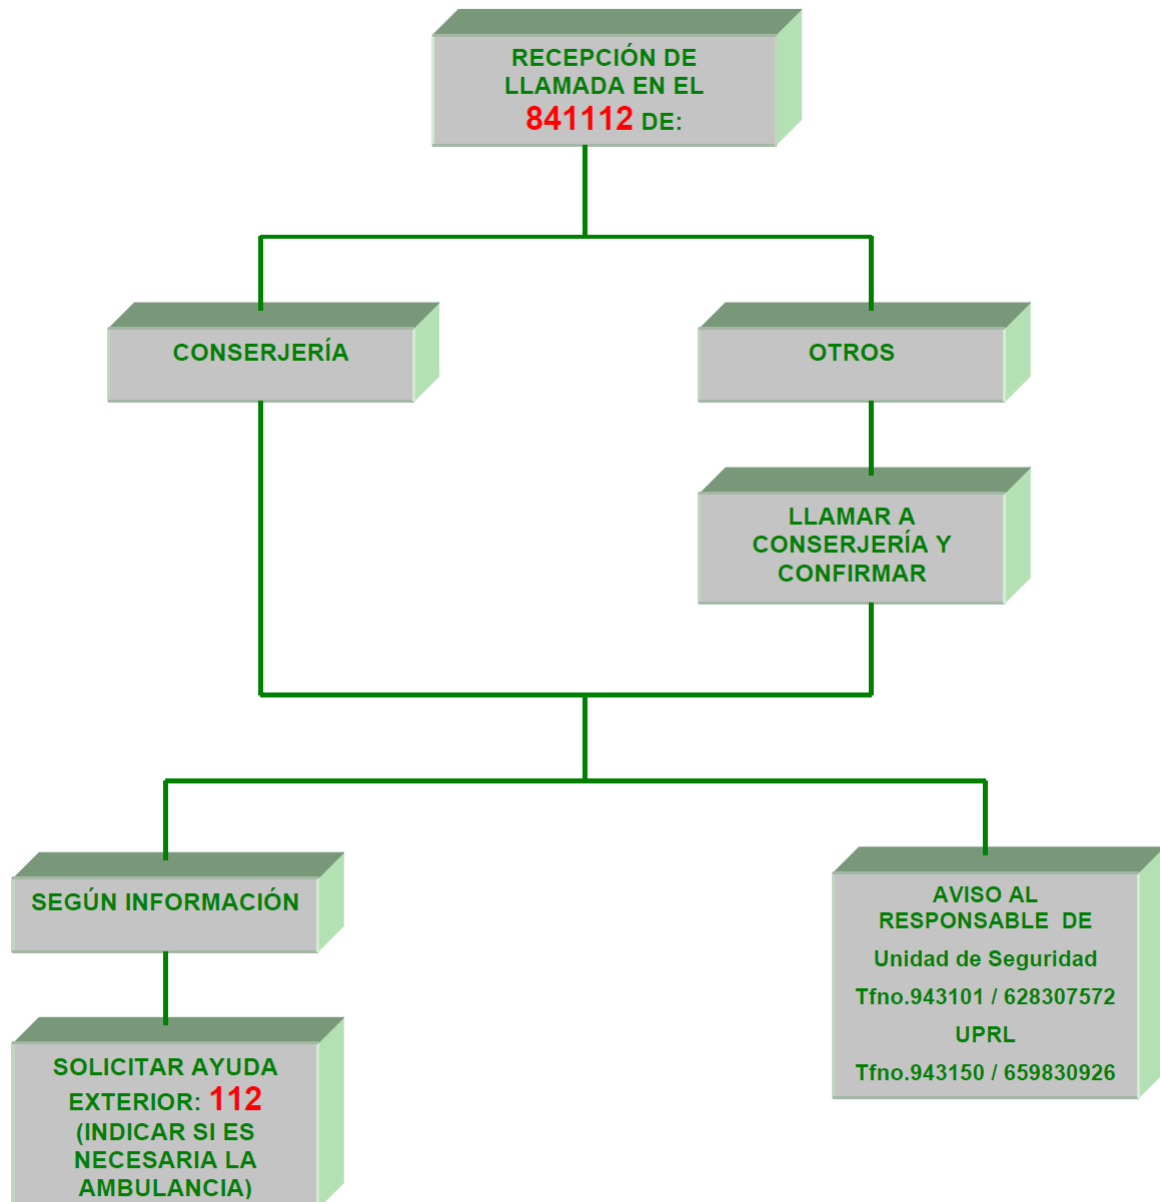 RECEPCIÓN DE
LLAMADA EN EL
841112 DE:
CONSERJERÍA
OTROS
LLAMAR A
CONSERJERÍA Y
CONFIRMAR
SEGÚN INFORMACIÓN
SOLICITAR AYUDA
EXTERIOR: 112
(INDICAR SI ES
NECESARIA LA
AMBULANCIA)
AVISO AL
RESPONSABLE DE
Unidad de Seguridad
Tfno.943101 / 628307572
UPRL
Tfno.943150 / 659830926